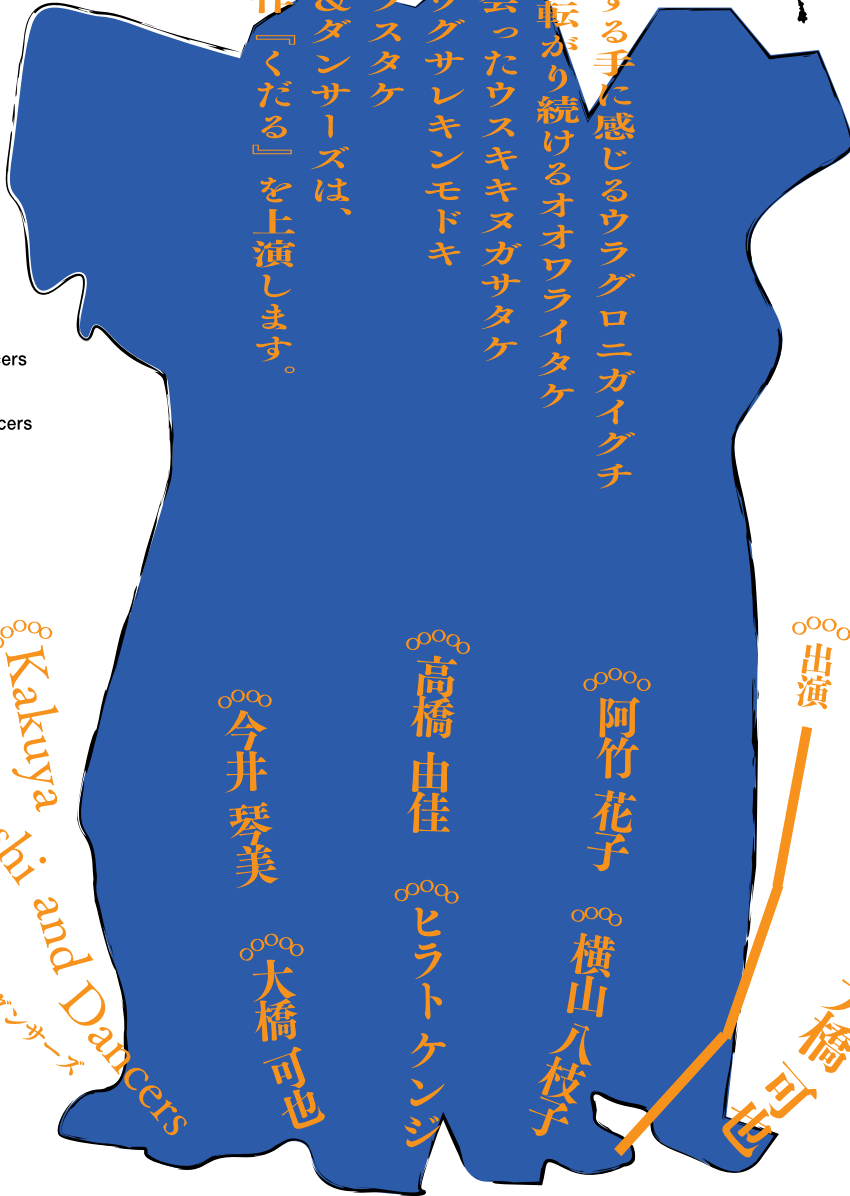 する手に感じるウラグロニガイグチ
転がり続けるオオワライタケ
会ったウスキキヌガサタケ
ワグサレキンモドキ
ノスタケ
&ダンサーズは、
作『くだる』を上演します。
cers
cers
出演
阿竹 花子
高橋 由佳
今井 琴美
横山 八枝子
ヒラト ケンジ
大橋 可也
Kakuya
shi and Dancers
ダンサーズ
大橋 可也